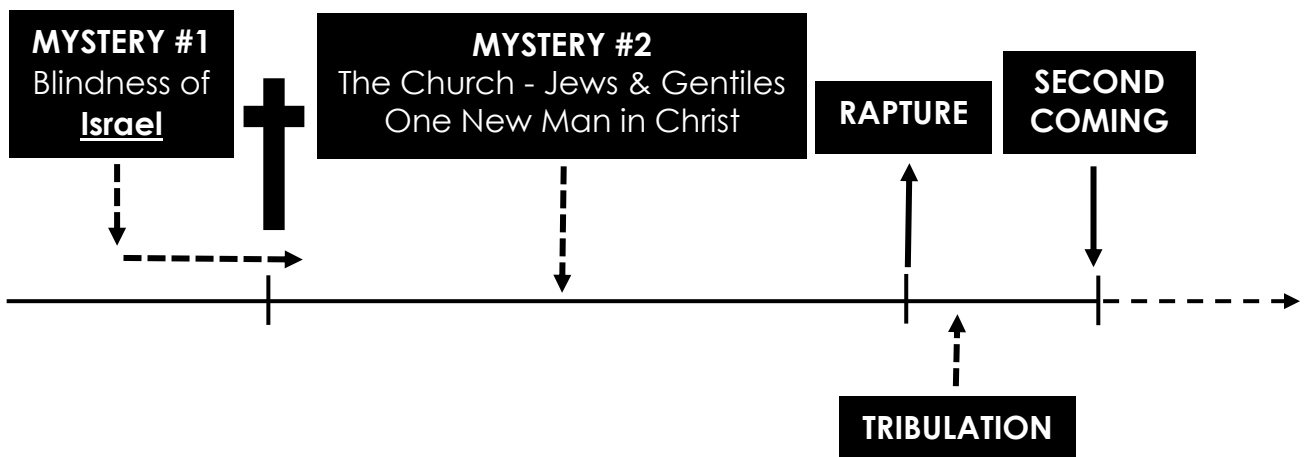 MYSTERY #1
Blindness of
Israel
MYSTERY #2
The Church - Jews & Gentiles
One New Man in Christ
RAPTURE
SECOND
COMING
TRIBULATION